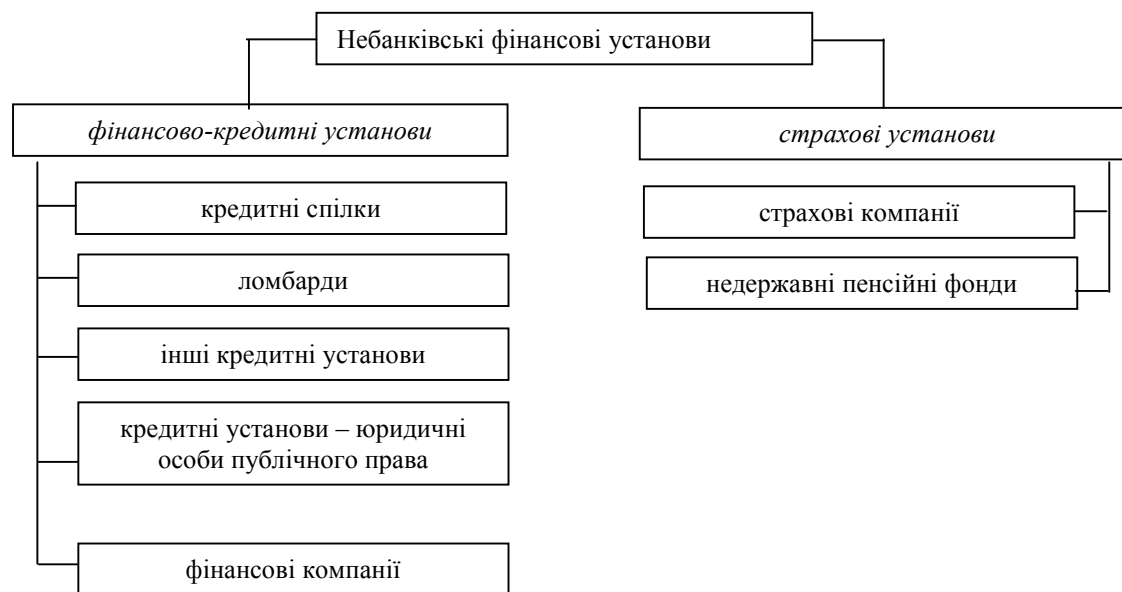 Небанківські фінансові установи
фінансово-кредитні установи
кредитні спілки
ломбарди
інші кредитні установи
кредитні установи – юридичні
особи публічного права
фінансові компанії
страхові установи
страхові компанії
недержавні пенсійні фонди